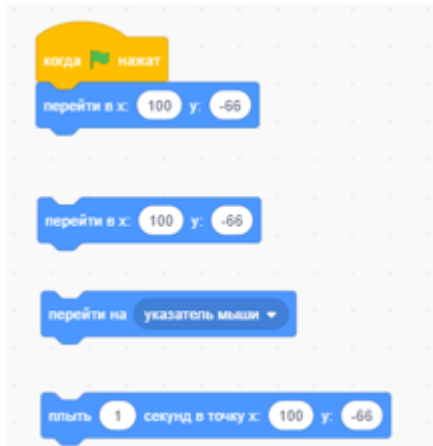 когда нажат
перейти в x: 100 y: -66
перейти в x: 100 y: -66
перейти на указатель мыши
плыть 1 секунд в точку x: 100 y: -66